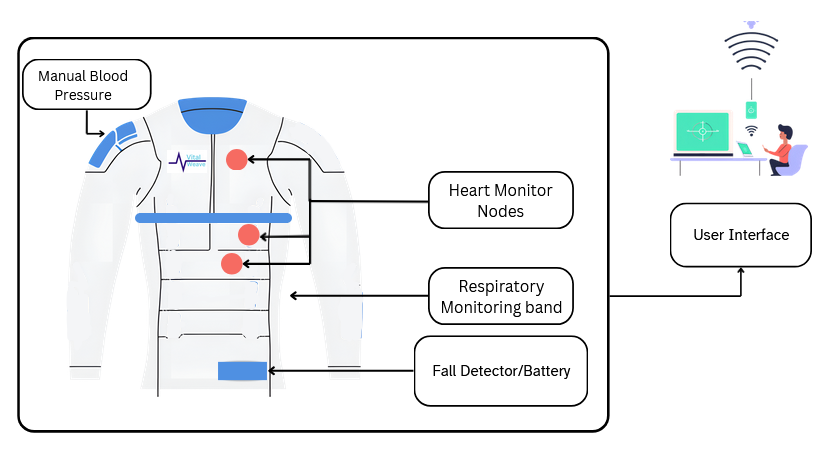 Manual Blood
Pressure
Vital
Weave
Heart Monitor
Nodes
Respiratory
Monitoring band
Fall Detector/Battery
User Interface